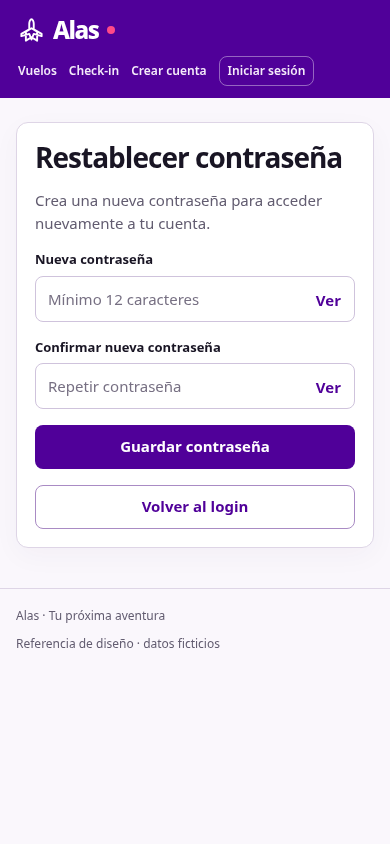 Alas
Vuelos Check-in Crear cuenta Iniciar sesión
Restablecer contraseña
Crea una nueva contraseña para acceder
nuevamente a tu cuenta.
Nueva contraseña
Mínimo 12 caracteres Ver
Confirmar nueva contraseña
Repetir contraseña Ver
Guardar contraseña
Volver al login
Alas · Tu próxima aventura
Referencia de diseño · datos ficticios